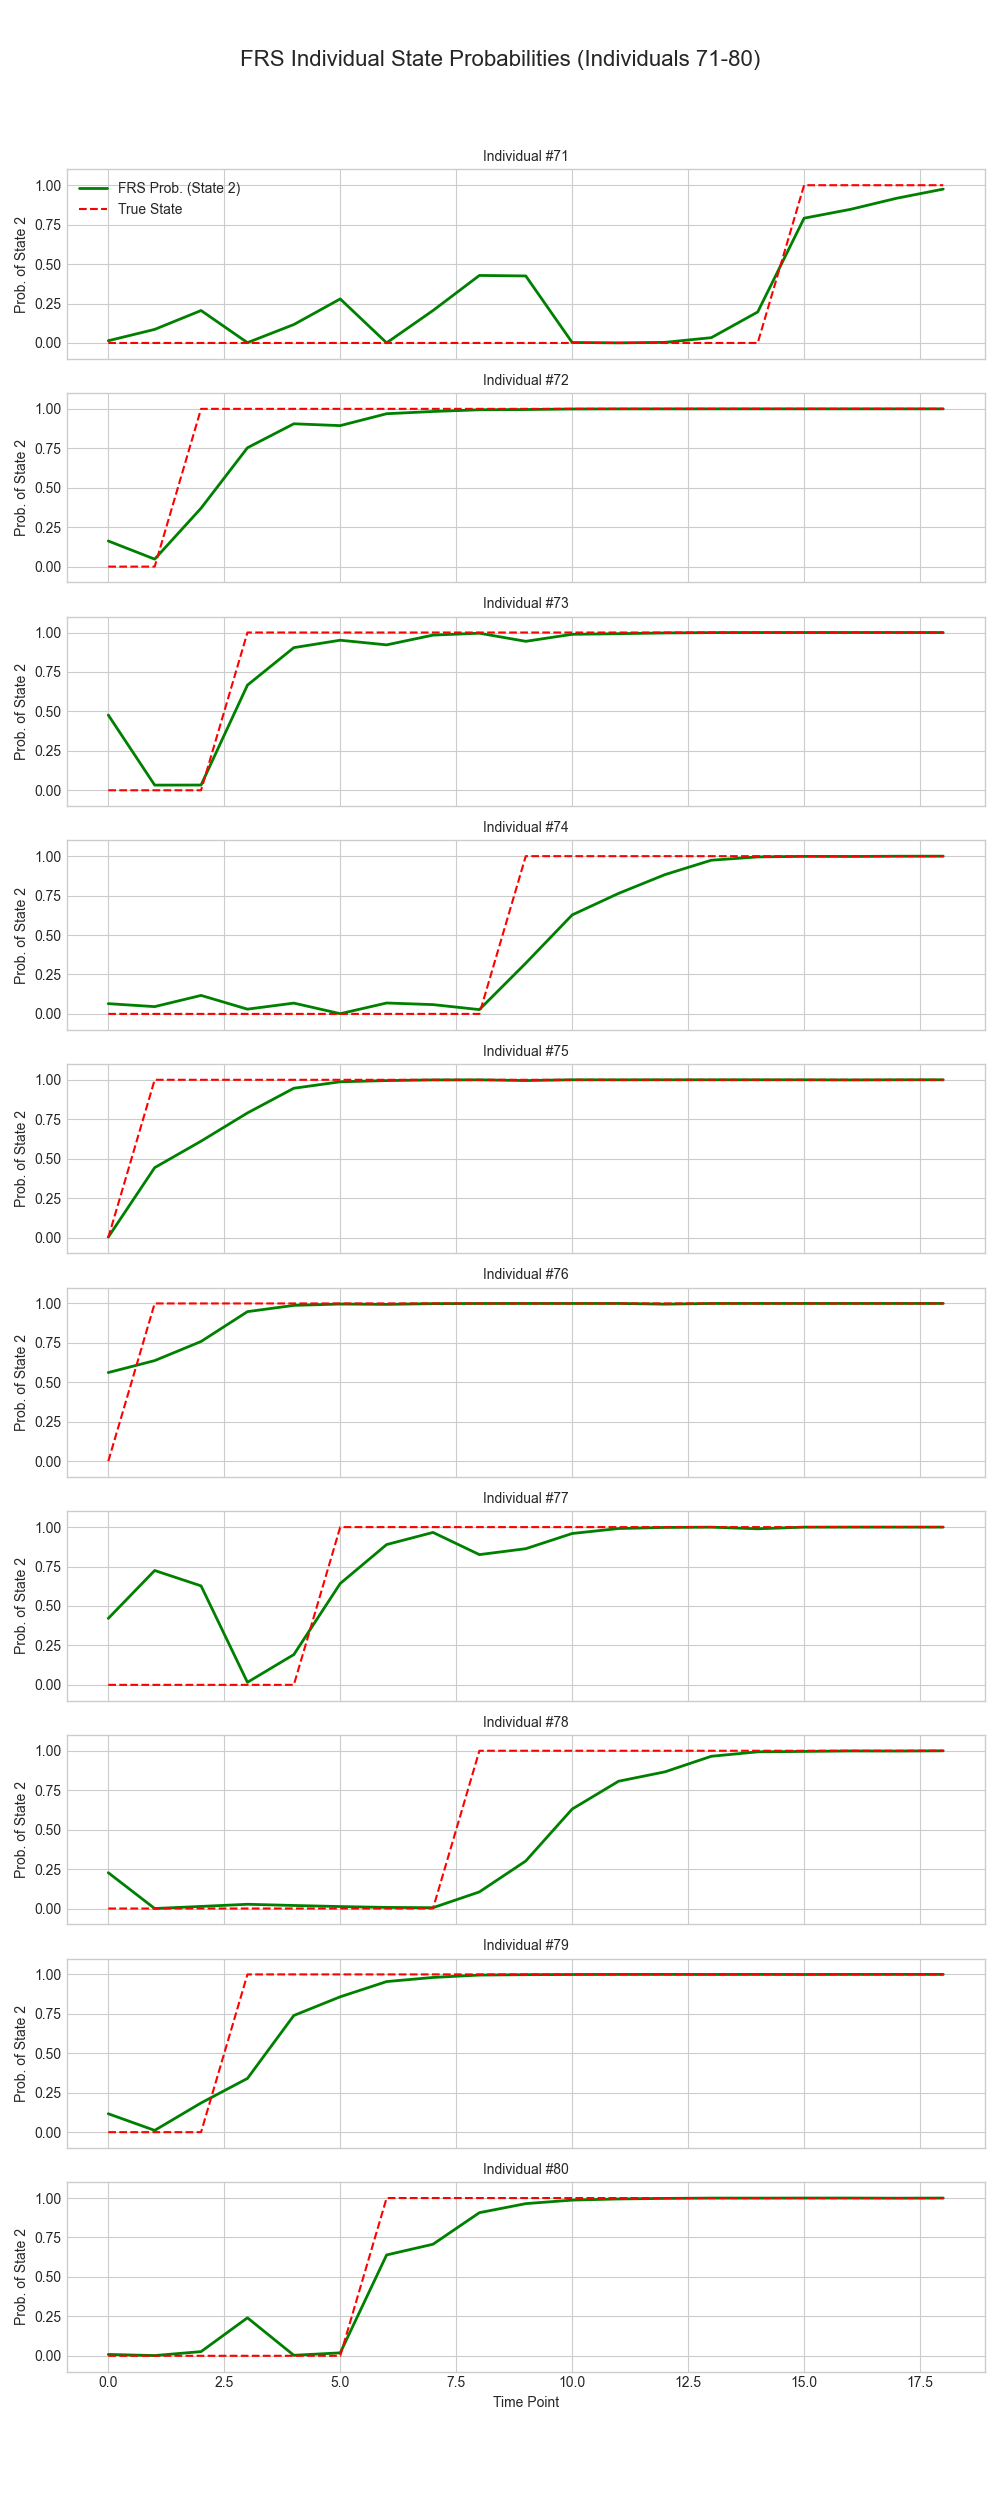 FRS Individual State Probabilities (Individuals 71-80)
Individual #71
FRS Prob. (State 2)
True State
Prob. of State 2
1.00
0.75
0.50
0.25
0.00
Individual #72
Prob. of State 2
1.00
0.75
0.50
0.25
0.00
Individual #73
Prob. of State 2
1.00
0.75
0.50
0.25
0.00
Individual #74
Prob. of State 2
1.00
0.75
0.50
0.25
0.00
Individual #75
Prob. of State 2
1.00
0.75
0.50
0.25
0.00
Individual #76
Prob. of State 2
1.00
0.75
0.50
0.25
0.00
Individual #77
Prob. of State 2
1.00
0.75
0.50
0.25
0.00
Individual #78
Prob. of State 2
1.00
0.75
0.50
0.25
0.00
Individual #79
Prob. of State 2
1.00
0.75
0.50
0.25
0.00
Individual #80
Prob. of State 2
1.00
0.75
0.50
0.25
0.00
0.0 2.5 5.0 7.5 10.0 12.5 15.0 17.5
Time Point